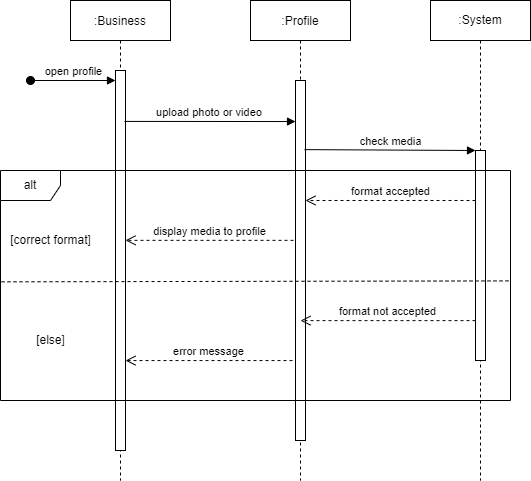 :Business
:Profile
:System
open profile
upload photo or video
check media
alt
format accepted
[correct format]
display media to profile
format not accepted
[else]
error message